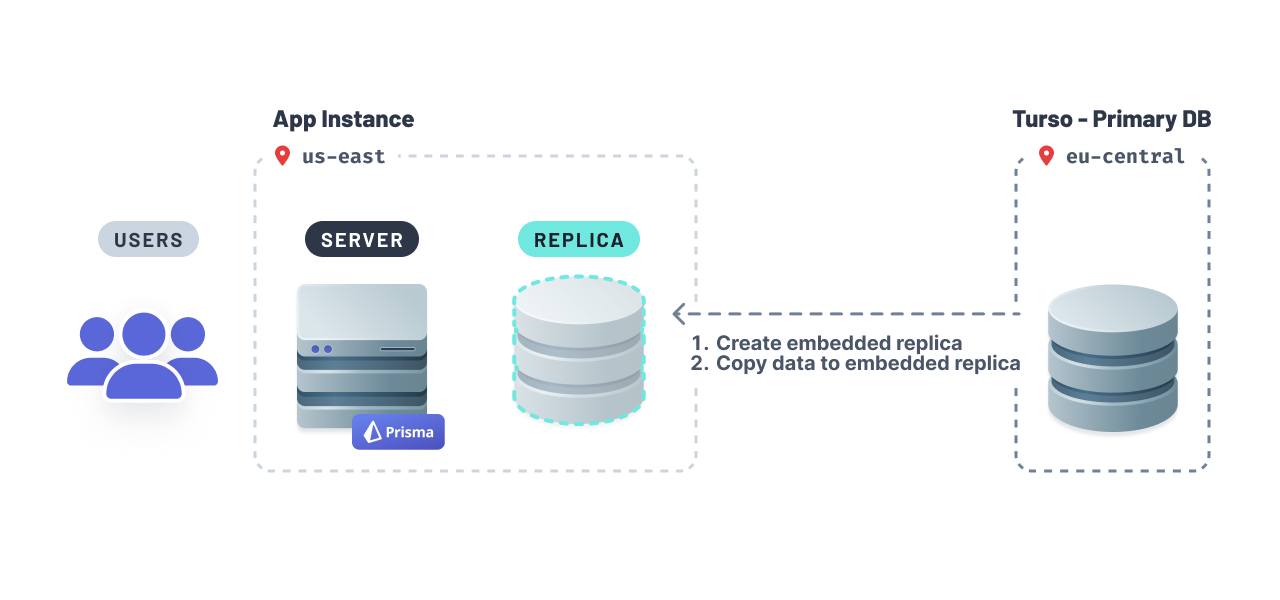 App Instance
us-east
Turso - Primary DB
eu-central
USERS
SERVER
REPLICA
1. Create embedded replica
2. Copy data to embedded replica
Prisma